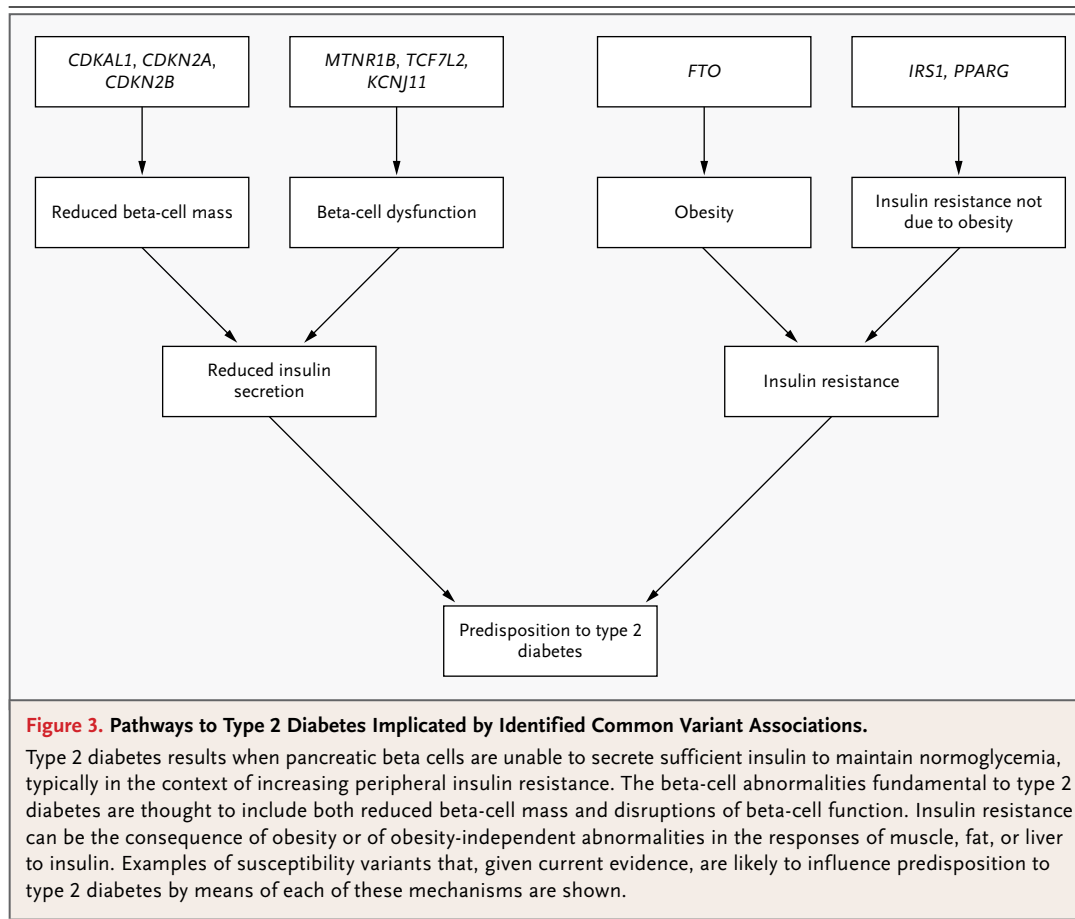 CDKAL1, CDKN2A,
CDKN2B
MTNR1B, TCF7L2,
KCNJ11
FTO
IRS1, PPARG
Reduced beta-cell mass
Beta-cell dysfunction
Obesity
Insulin resistance not
due to obesity
Reduced insulin
secretion
Insulin resistance
Predisposition to type 2
diabetes
Figure 3. Pathways to Type 2 Diabetes Implicated by Identified Common Variant Associations.
Type 2 diabetes results when pancreatic beta cells are unable to secrete sufficient insulin to maintain normoglycemia,
typically in the context of increasing peripheral insulin resistance. The beta-cell abnormalities fundamental to type 2
diabetes are thought to include both reduced beta-cell mass and disruptions of beta-cell function. Insulin resistance
can be the consequence of obesity or of obesity-independent abnormalities in the responses of muscle, fat, or liver
to insulin. Examples of susceptibility variants that, given current evidence, are likely to influence predisposition to
type 2 diabetes by means of each of these mechanisms are shown.